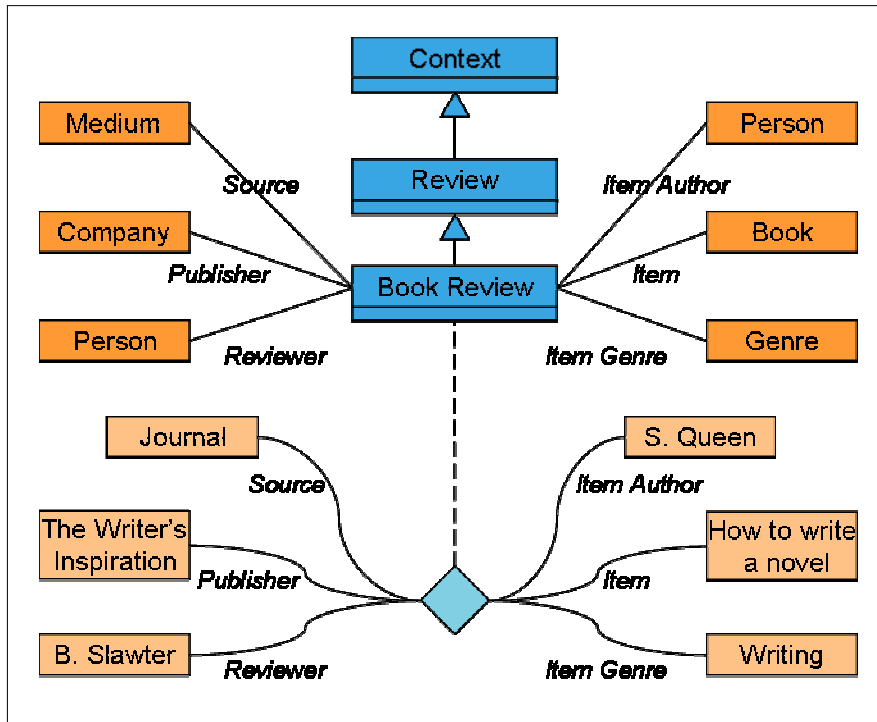 Context
Medium
Person
Source
Review
Item Author
Company
Book
Publisher
Book Review
Item
Person
Genre
Reviewer
Item Genre
Journal
S. Queen
Source
Item Author
The Writer's
Inspiration
How to write
a novel
Publisher
Item
B. Slawter
Writing
Reviewer
Item Genre